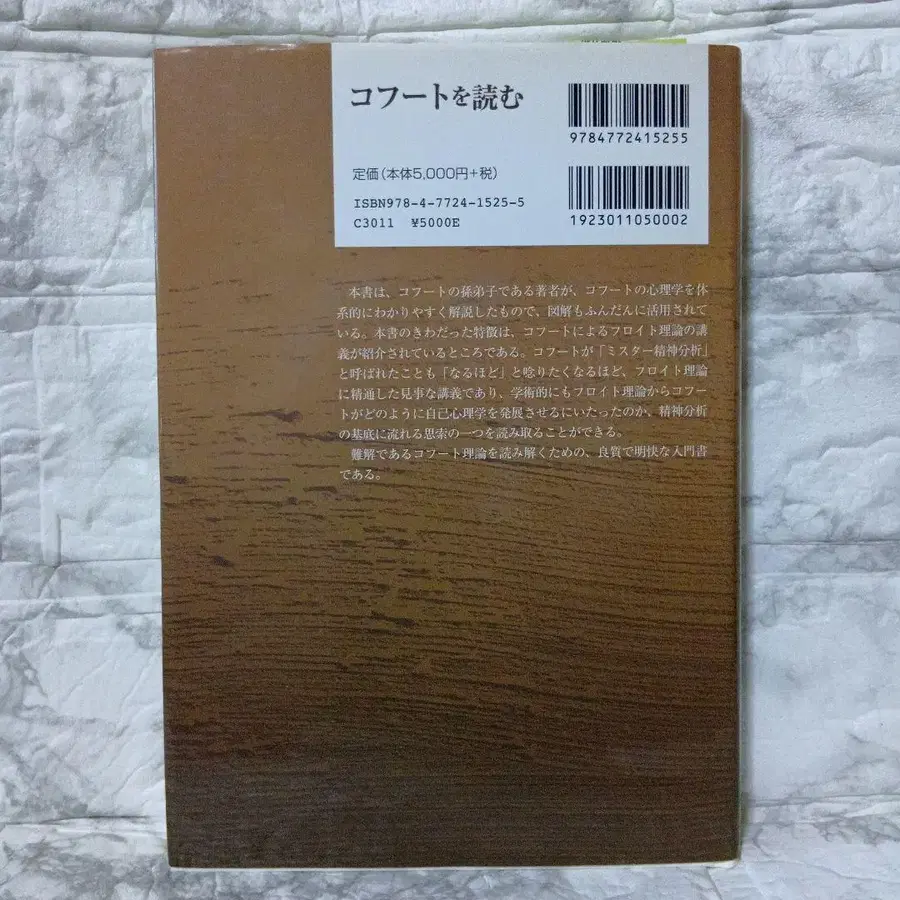 コフートを読む
9784772415255
定価(本体5,000円+税)
ISBN978-4-7724-1525-5
C3011 ¥5000E
1923011050002
本書は、コフートの孫弟子である著者が、コフートの心理学を体
系的にわかりやすく解説したもので、図解もふんだんに活用されて
いる。本書のきわだった特徴は、コフートによるフロイト理論の講
義が紹介されているところである。コフートが「ミスター精神分析」
と呼ばれたことも「なるほど」と唸りたくなるほど、フロイト理論
に精通した見事な講義であり、学術的にもフロイト理論からコフー
トがどのように自己心理学を発展させるにいたったのか、精神分析
の基底に流れる思索の一つを読み取ることができる。
難解であるコフート理論を読み解くための、良質で明快な入門書
である。